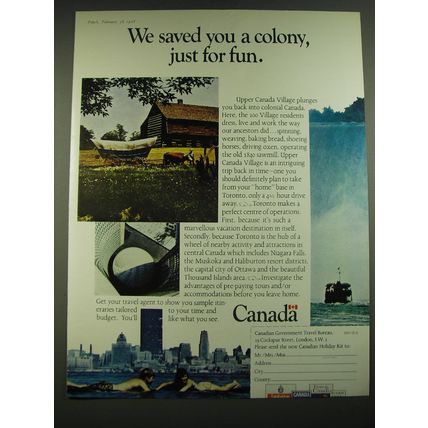 Punch, February 28 1968
We saved you a colony,
just for fun.
Upper Canada Village plunges
you back into colonial Canada.
Here, the 100 Village residents
dress, live and work the way
our ancestors did...spinning,
weaving, baking bread, shoeing
horses, driving oxen, operating
the old 1830 sawmill. Upper
Canada Village is an intriguing
trip back in time–one you
should definitely plan to take
from your "home" base in
Toronto, only a 4½ hour drive
away. Toronto makes a
perfect centre of operations.
First, because it's such a
marvellous vacation destination in itself.
Secondly, because Toronto is the hub of a
wheel of nearby activity and attractions in
central Canada which includes Niagara Falls,
the Muskoka and Haliburton resort districts,
the capital city of Ottawa and the beautiful
Thousand Islands area. Investigate the
advantages of pre paying tours and/or
accommodations before you leave home.
Get your travel agent to show you sample itin
eraries tailored to your time and
budget. You'll like what you see.
Canada
Canadian Government Travel Bureau,
19 Cockspur Street, London, S.W.1
Please send the new Canadian Holiday Kit to:
Mr./Mrs./Miss
Address
City
County
CANADA